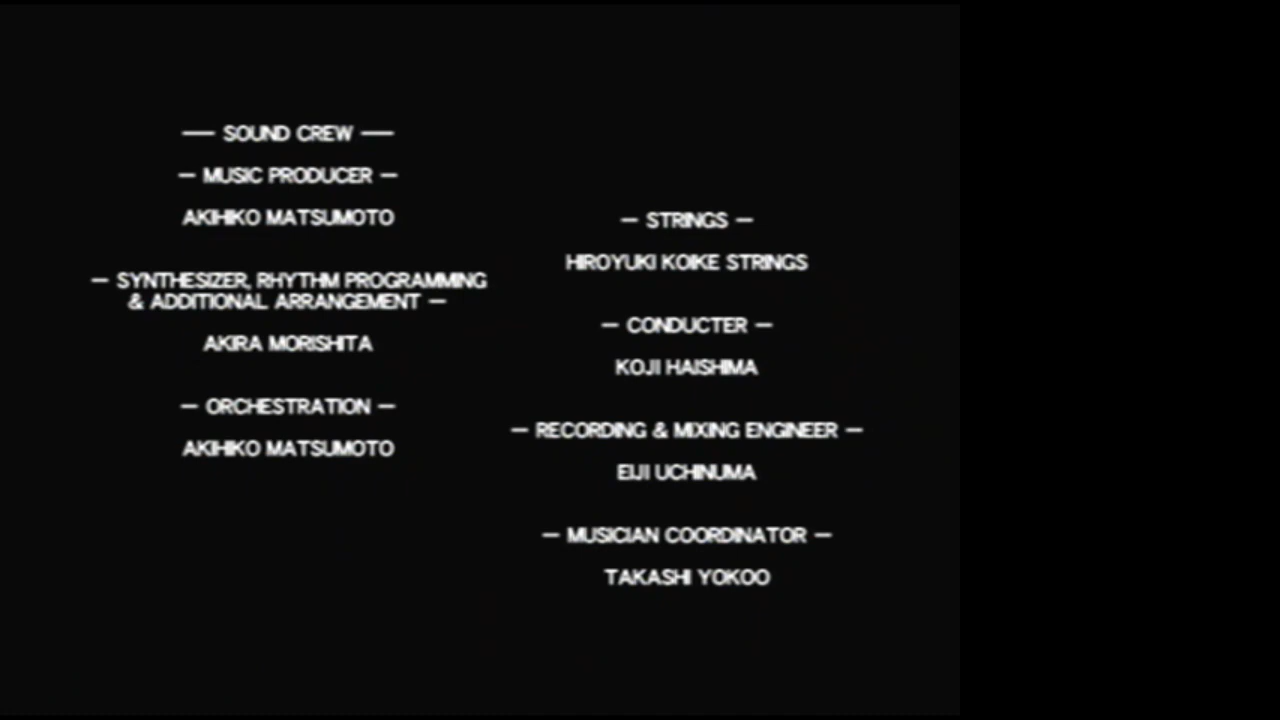 — SOUND CREW —
— MUSIC PRODUCER —
AKIHIKO MATSUMOTO
— SYNTHESIZER, RHYTHM PROGRAMMING
& ADDITIONAL ARRANGEMENT —
AKIRA MORISHITA
— ORCHESTRATION —
AKIHIKO MATSUMOTO
— STRINGS —
HIROYUKI KOIKE STRINGS
— CONDUCTER —
KOJI HAISHIMA
— RECORDING & MIXING ENGINEER —
EIJI UCHINUMA
— MUSICIAN COORDINATOR —
TAKASHI YOKOO